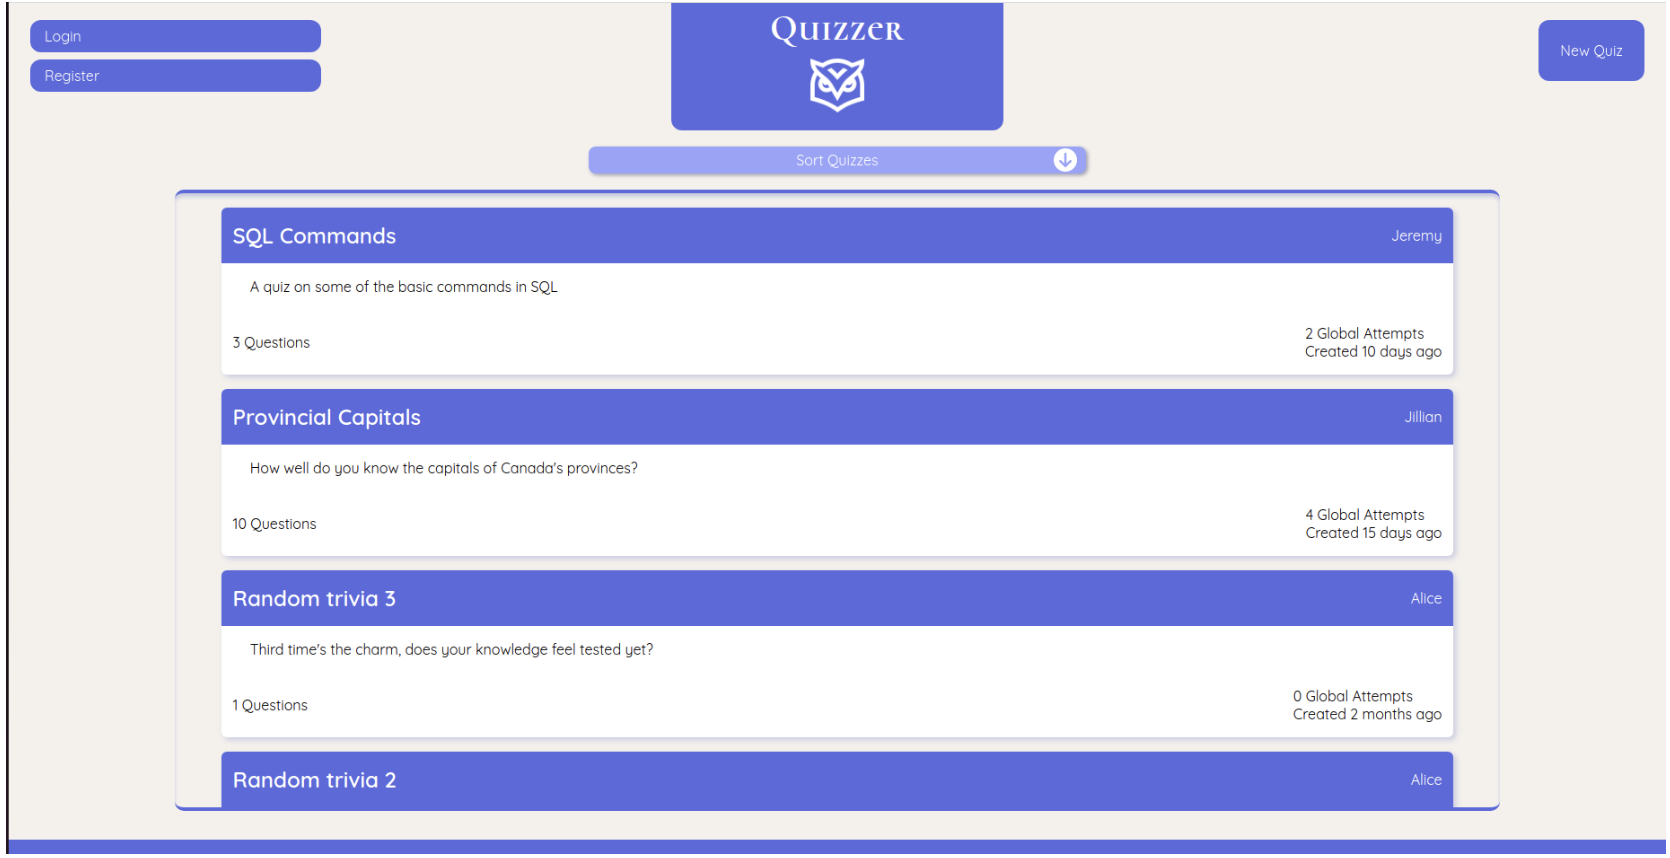 Login
Register
Quizzer
New Quiz
Sort Quizzes
SQL Commands
Jeremy
A quiz on some of the basic commands in SQL
3 Questions
2 Global Attempts
Created 10 days ago
Provincial Capitals
Jillian
How well do you know the capitals of Canada's provinces?
10 Questions
4 Global Attempts
Created 15 days ago
Random trivia 3
Alice
Third time's the charm, does your knowledge feel tested yet?
1 Questions
0 Global Attempts
Created 2 months ago
Random trivia 2
Alice